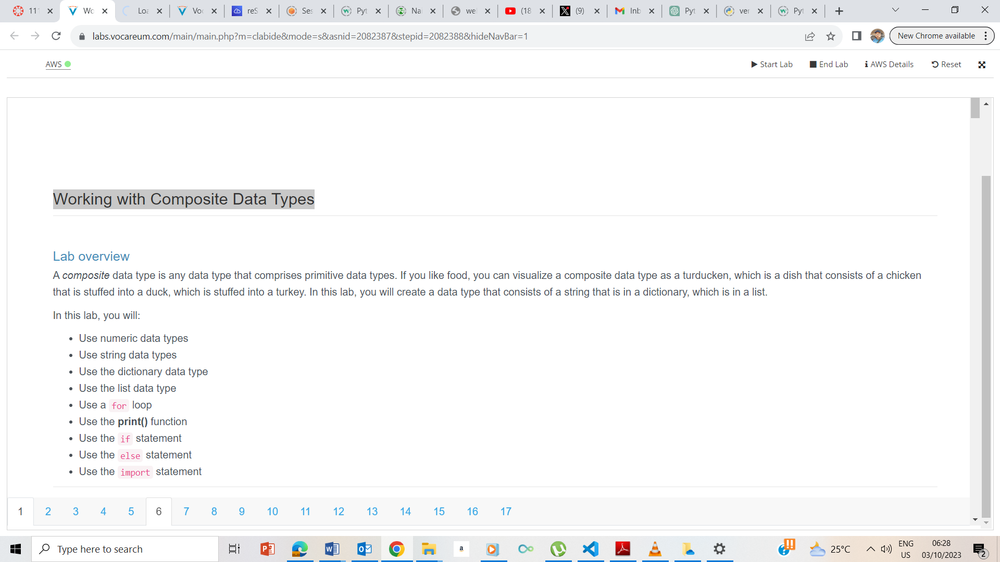 111
Wo
Loa
Voc
reS
Ses
Pyt
Nai
wel
(18
(9)
Inb
Pyt
ver
Pyt
labs.vocareum.com/main/main.php?m=clabide&mode=s&asnid=2082387&stepid=2082388&hideNavBar=1
New Chrome available
AWS
Start Lab
End Lab
AWS Details
Reset
Working with Composite Data Types
Lab overview
A composite data type is any data type that comprises primitive data types. If you like food, you can visualize a composite data type as a turducken, which is a dish that consists of a chicken
that is stuffed into a duck, which is stuffed into a turkey. In this lab, you will create a data type that consists of a string that is in a dictionary, which is in a list.
In this lab, you will:
• Use numeric data types
• Use string data types
• Use the dictionary data type
• Use the list data type
• Use a for loop
• Use the print() function
• Use the if statement
• Use the else statement
• Use the import statement
1 2 3 4 5 6 7 8 9 10 11 12 13 14 15 16 17
Type here to search
25°C
ENG
US
06:28
03/10/2023
2